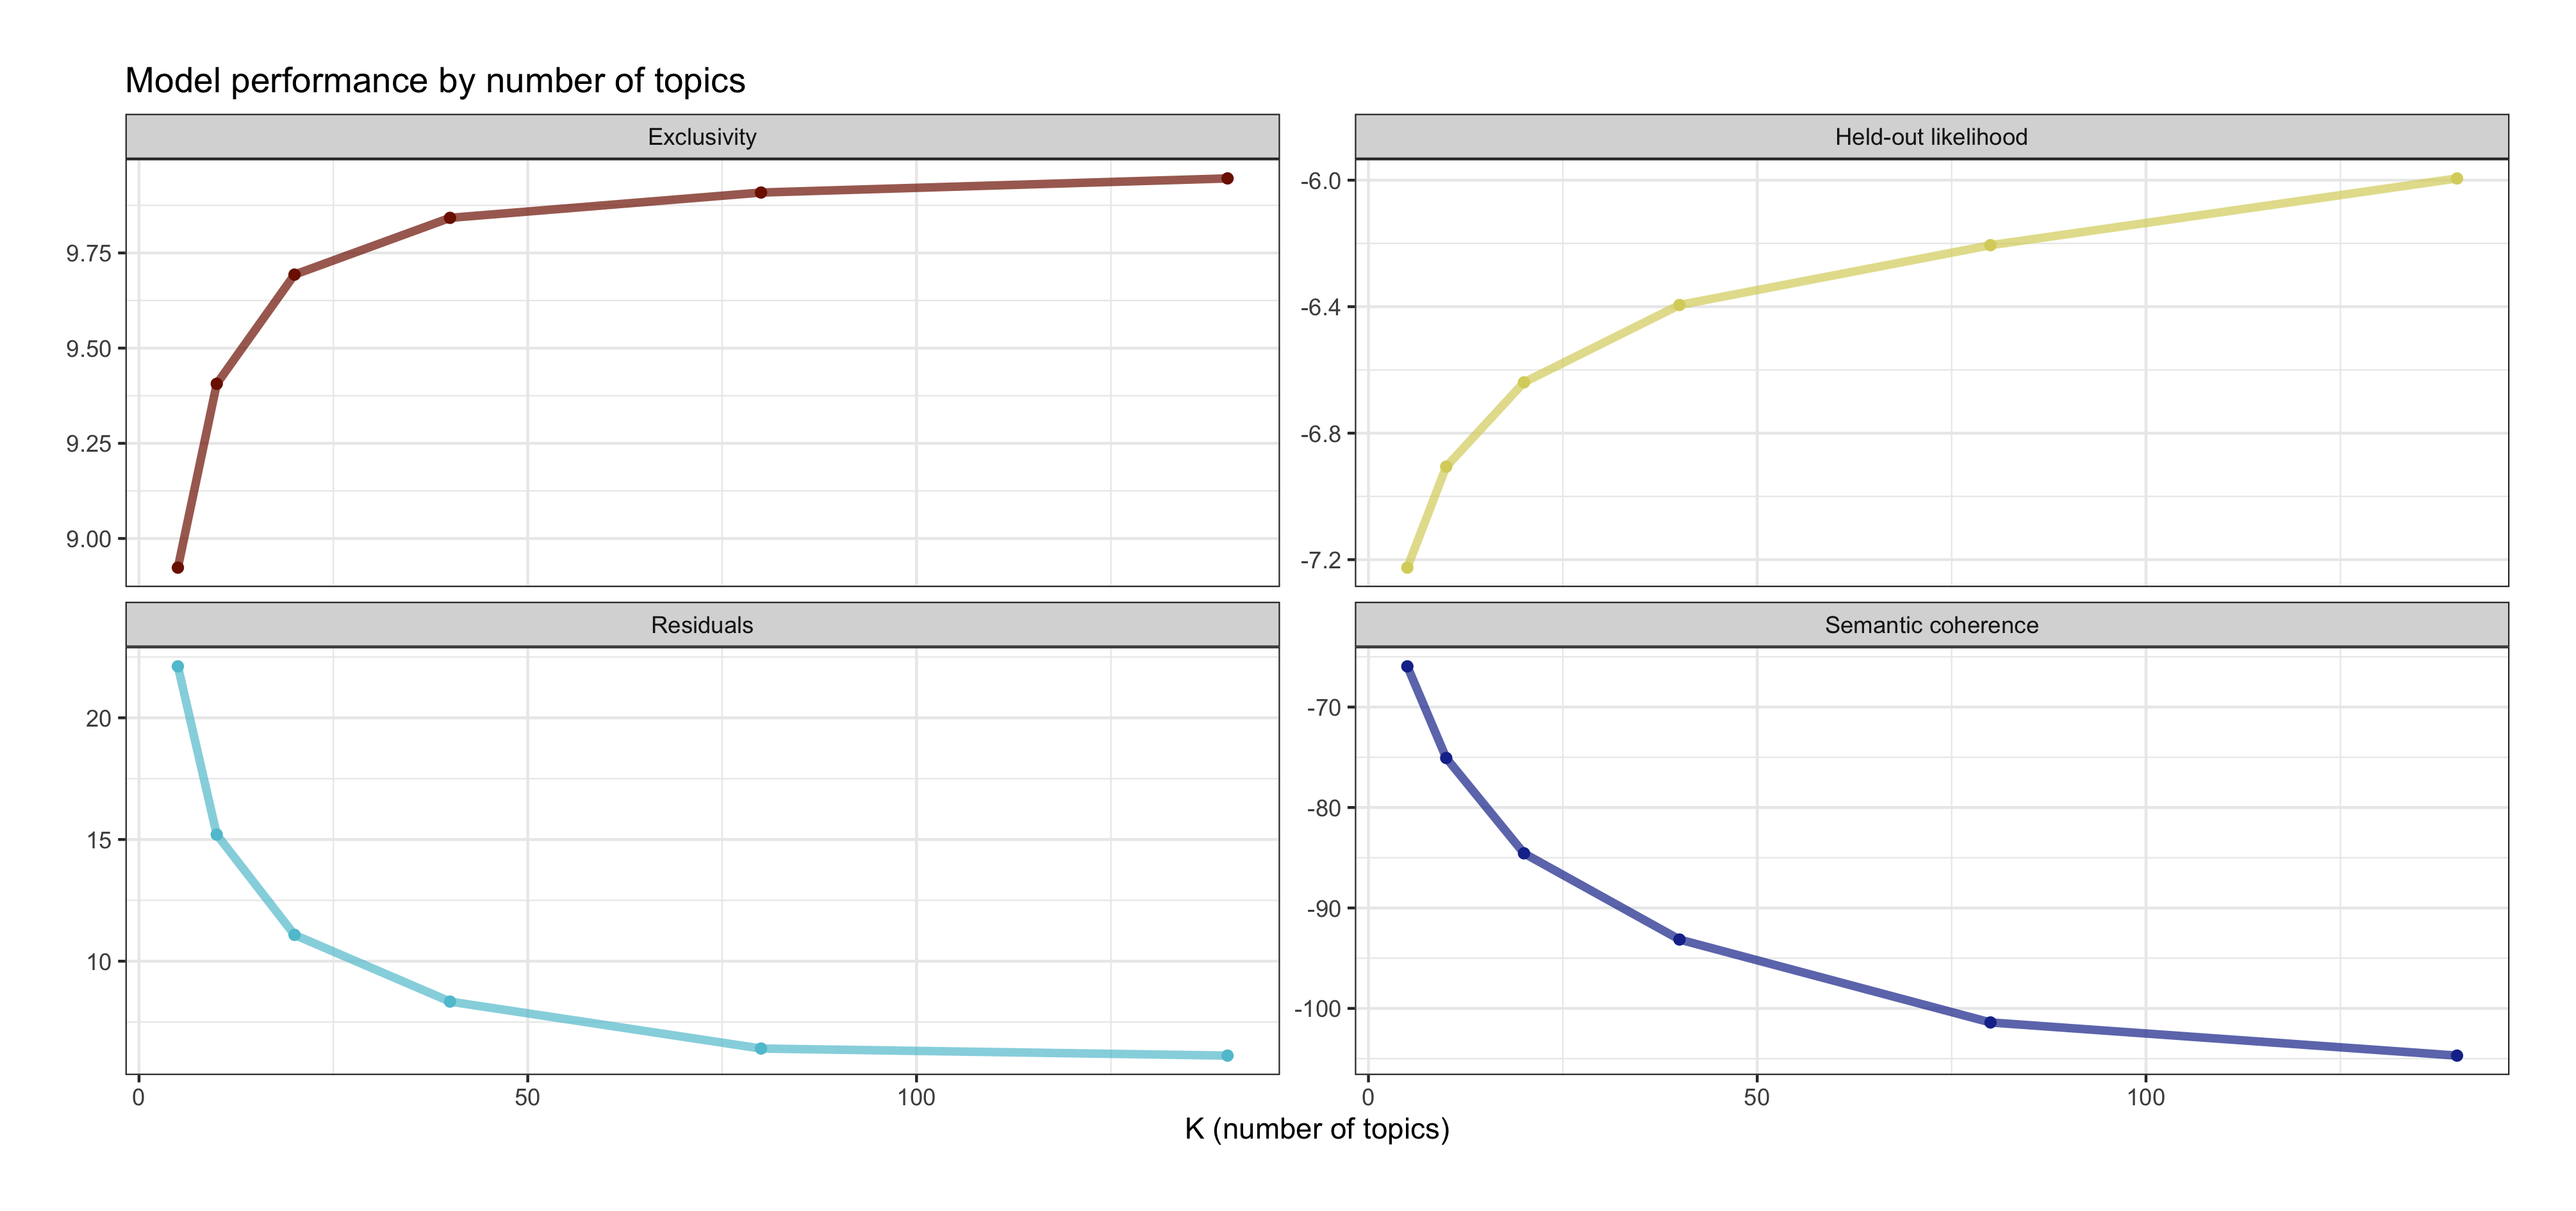 Model performance by number of topics
Exclusivity
Held-out likelihood
9.75
9.50
9.25
9.00
-6.0
-6.4
-6.8
-7.2
Residuals
Semantic coherence
20
15
10
-70
-80
-90
-100
0 50 100
0 50 100
K (number of topics)